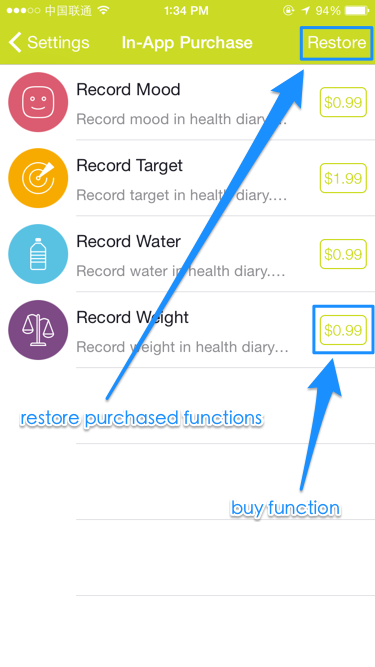 中国联通 1:34 PM 94%
Settings In-App Purchase Restore
Record Mood
Record mood in health diary.... $0.99
Record Target
Record target in health diary.... $1.99
Record Water
Record water in health diary.... $0.99
Record Weight
Record weight in health diary... $0.99
restore purchased functions
buy function